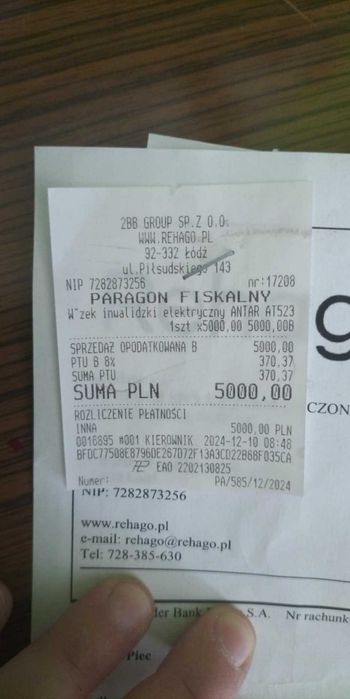 2BB GROUP SP.Z O.O.
WWW.REHAGO.PL
92-332 Łódź
ul.Piłsudskiego 143
NIP 7282873256 nr:17208
PARAGON FISKALNY
W~zek inwalidzki elektryczny ANTAR AT523
1szt x5000,00 5000,00B
SPRZEDAŻ OPODATKOWANA B 5000,00
PTU B 8% 370,37
SUMA PTU 370,37
SUMA PLN 5000,00
ROZLICZENIE PŁATNOŚCI
INNA 5000,00 PLN
0016895 #001 KIEROWNIK 2024-12-10 08:48
BFDC77508E8796DE267D72F13A3CD22B68F035CA
EAO 2202130825
Numer: PA/585/12/2024
CZON
NIP: 7282873256
www.rehago.pl
e-mail: rehago@rehago.pl
Tel: 728-385-630
der Bank S.A. Nr rachunk
Piec